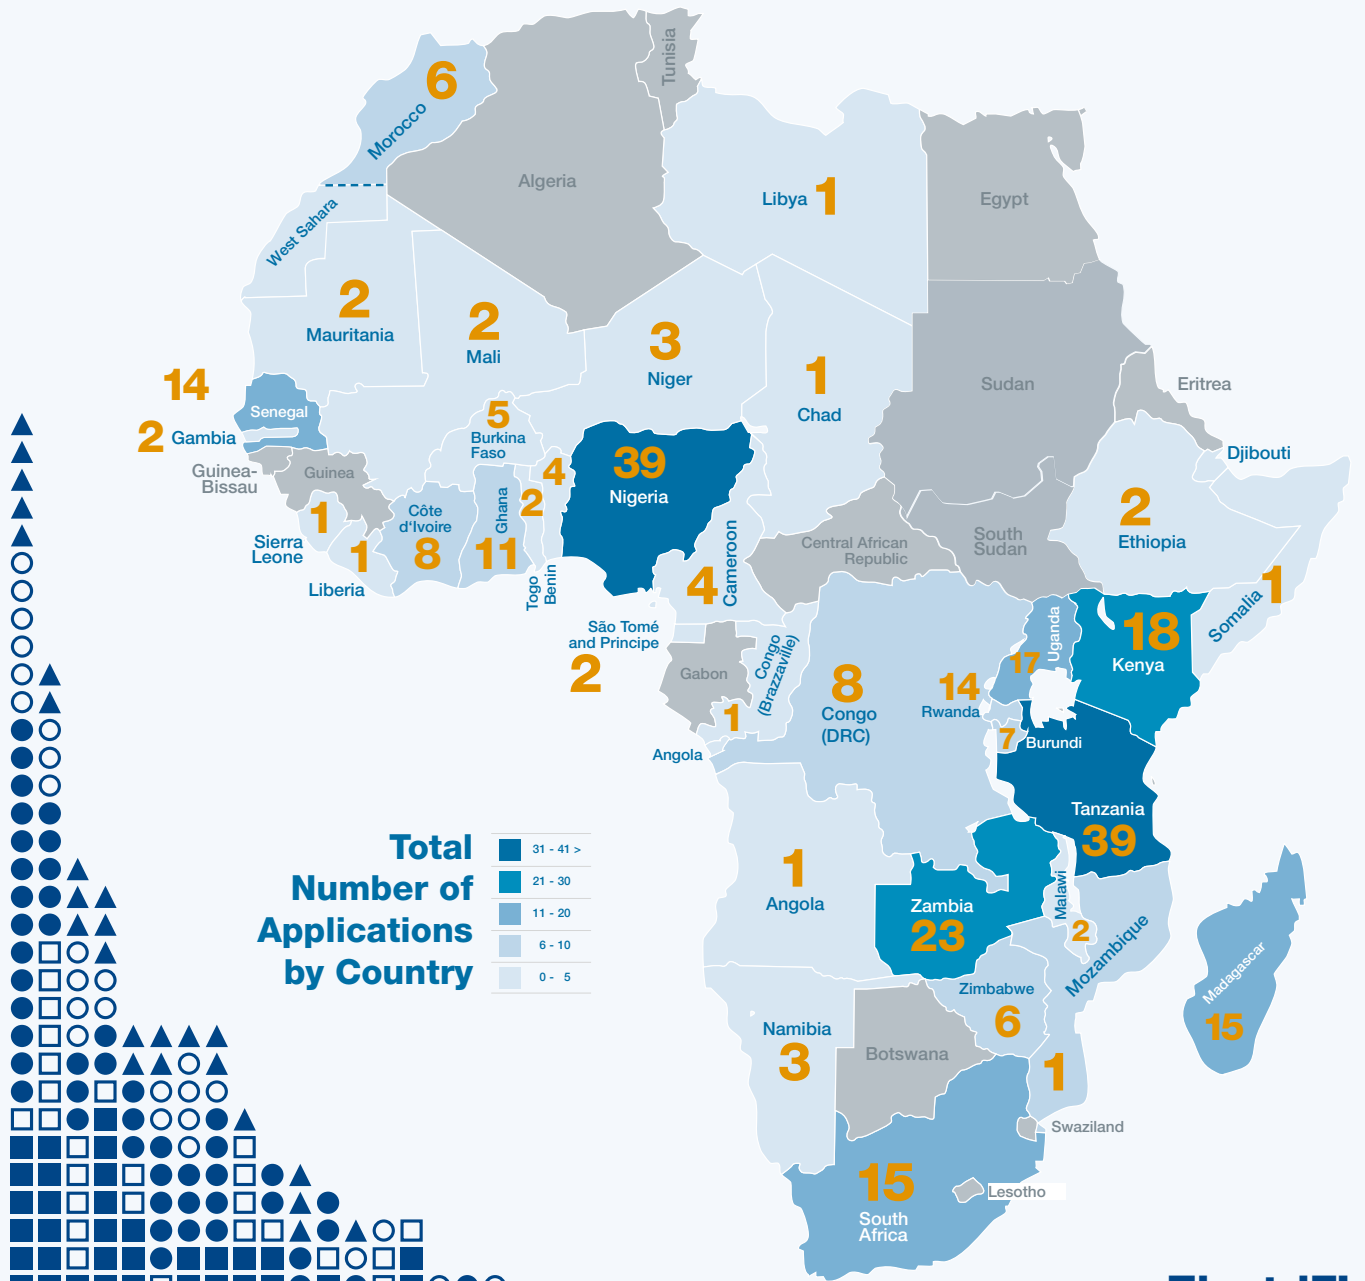 Tunisia
6
Morocco
Algeria
Libya
1
Egypt
West Sahara
2
Mauritania
2
Mali
3
Niger
1
Chad
Sudan
Eritrea
14
Senegal
2
Gambia
5
Burkina
Faso
39
Nigeria
Djibouti
Guinea-
Bissau
Guinea
4
2
Ghana
11
Côte
d'Ivoire
8
1
Sierra
Leone
1
Liberia
Togo
Benin
4
Cameroon
Central African
Republic
South
Sudan
2
Ethiopia
1
Somalia
São Tomé
and Principe
2
Gabon
Congo
(Brazzaville)
1
8
Congo
(DRC)
14
Rwanda
17
Uganda
18
Kenya
7
Burundi
Angola
Tanzania
39
Total
Number of
Applications
by Country
31 - 41 >
21 - 30
11 - 20
6 - 10
0 - 5
1
Angola
Zambia
23
Malawi
2
Mozambique
Madagascar
15
Zimbabwe
6
Namibia
3
Botswana
1
Swaziland
15
South
Africa
Lesotho